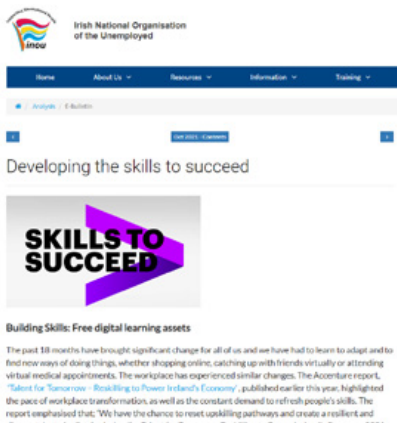 Irish National Organisation
of the Unemployed
inou
Home About Us Resources Information Training
Analysis / E-Bulletin
Oct 2021 - Contents
Developing the skills to succeed
SKILLS TO
SUCCEED
Building Skills: Free digital learning assets
The past 18 months have brought significant change for all of us and we have had to learn to adapt and to
find new ways of doing things, whether shopping online, catching up with friends virtually or attending
virtual medical appointments. The workplace has experienced similar changes. The Accenture report,
"Talent for Tomorrow - Reskilling to Power Ireland's Economy", published earlier this year, highlighted
the pace of workplace transformation, as well as the constant demand to refresh people's skills. The
report emphasised that: 'We have the chance to reset upskilling pathways and create a resilient and